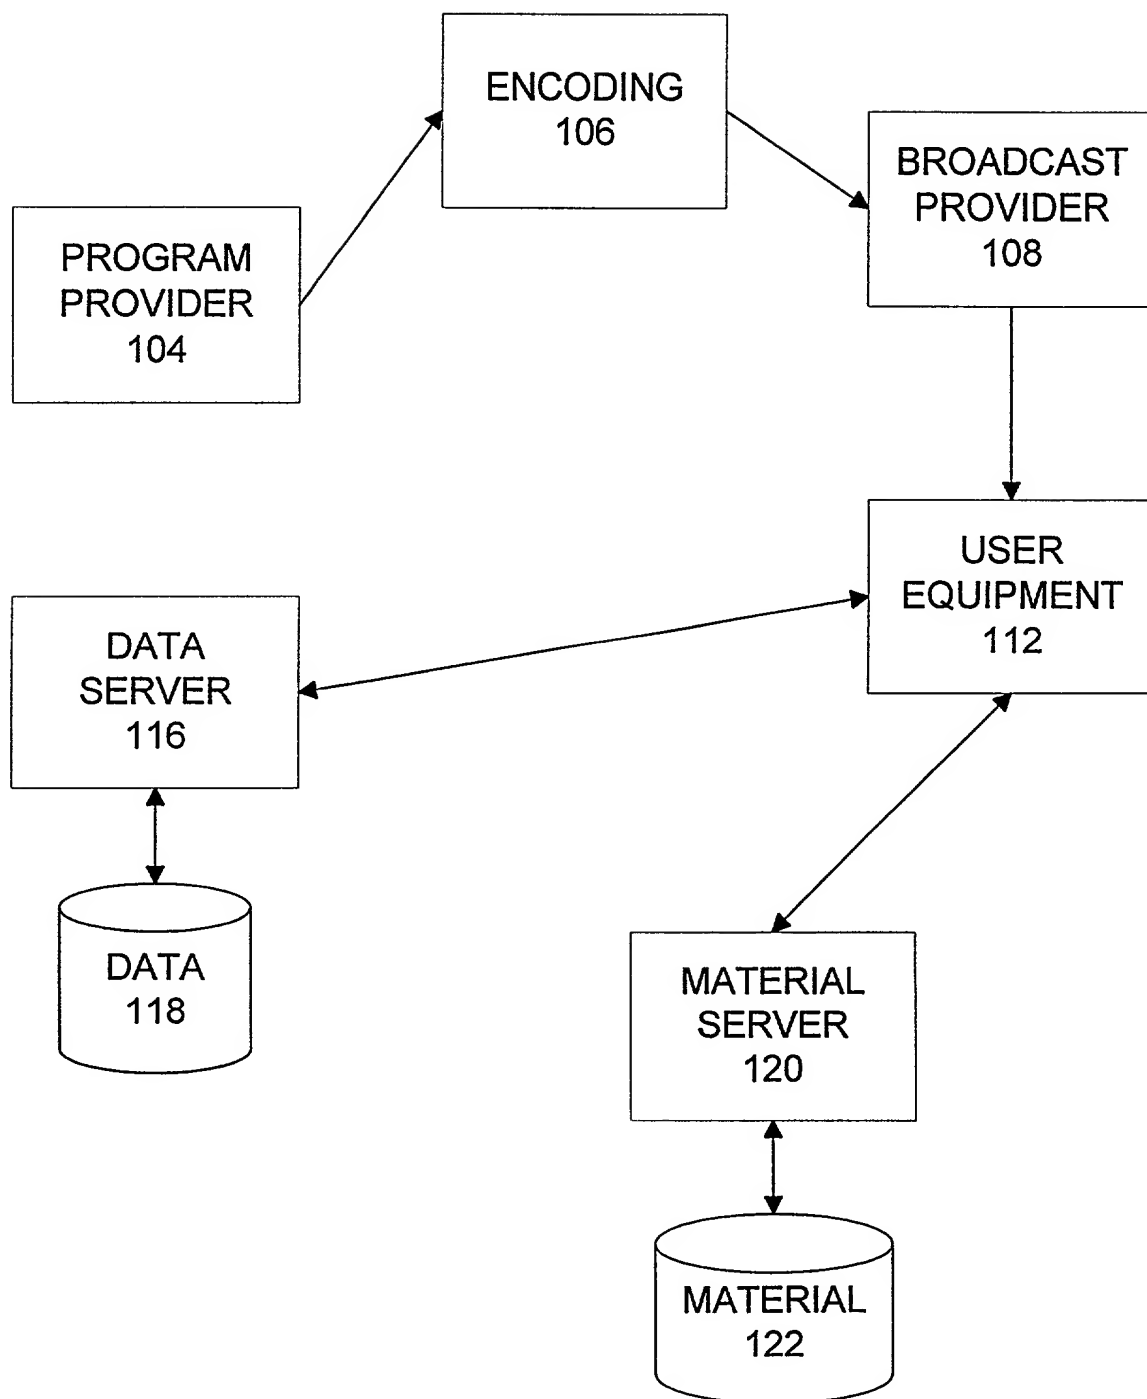 ENCODING
106
BROADCAST
PROVIDER
108
PROGRAM
PROVIDER
104
USER
EQUIPMENT
112
DATA
SERVER
116
DATA
118
MATERIAL
SERVER
120
MATERIAL
122